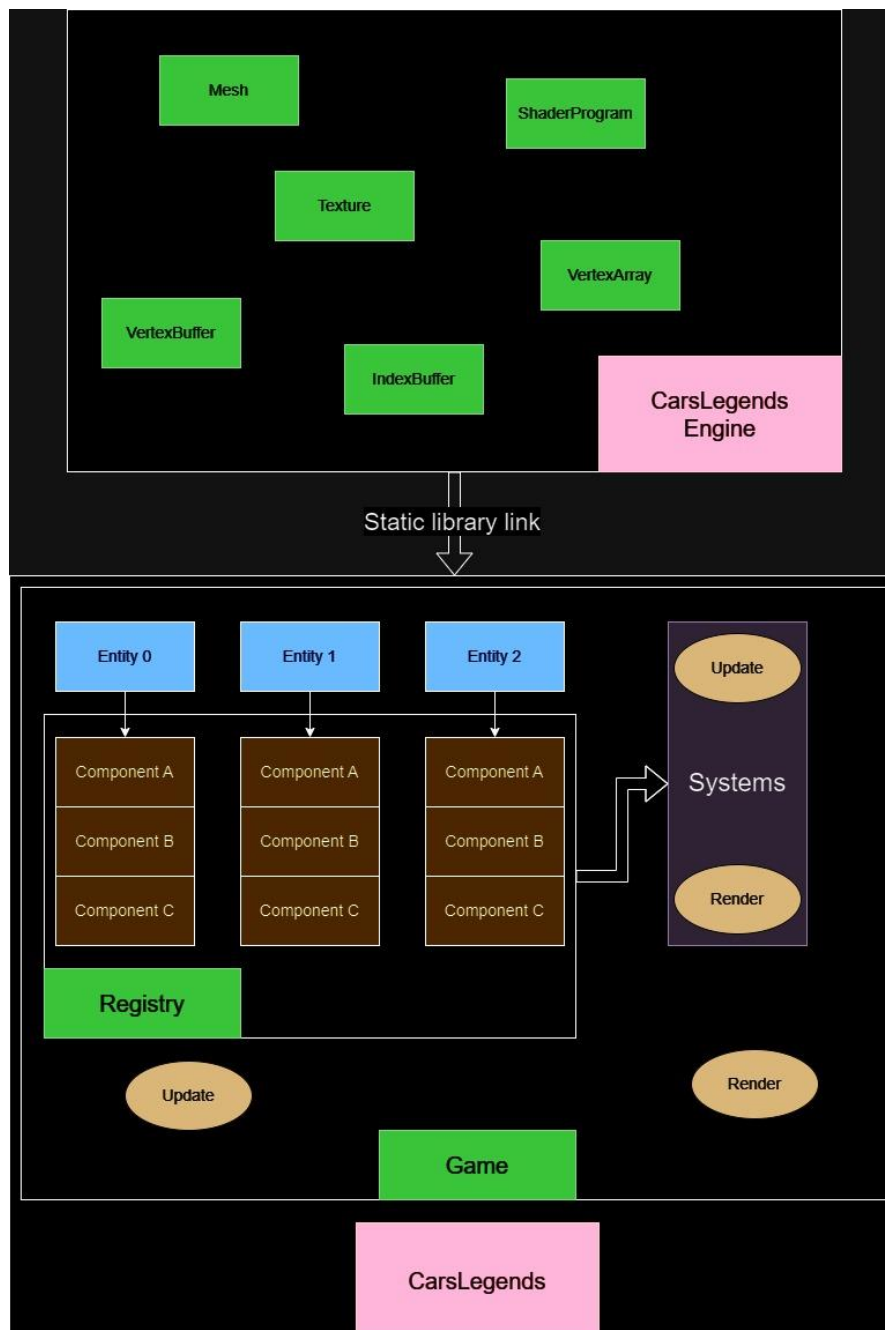 Mesh
ShaderProgram
Texture
VertexArray
VertexBuffer
IndexBuffer
CarsLegends
Engine
Static library link
Entity 0
Entity 1
Entity 2
Update
Component A
Component A
Component A
Systems
Component B
Component B
Component B
Component C
Component C
Component C
Render
Registry
Update
Render
Game
CarsLegends